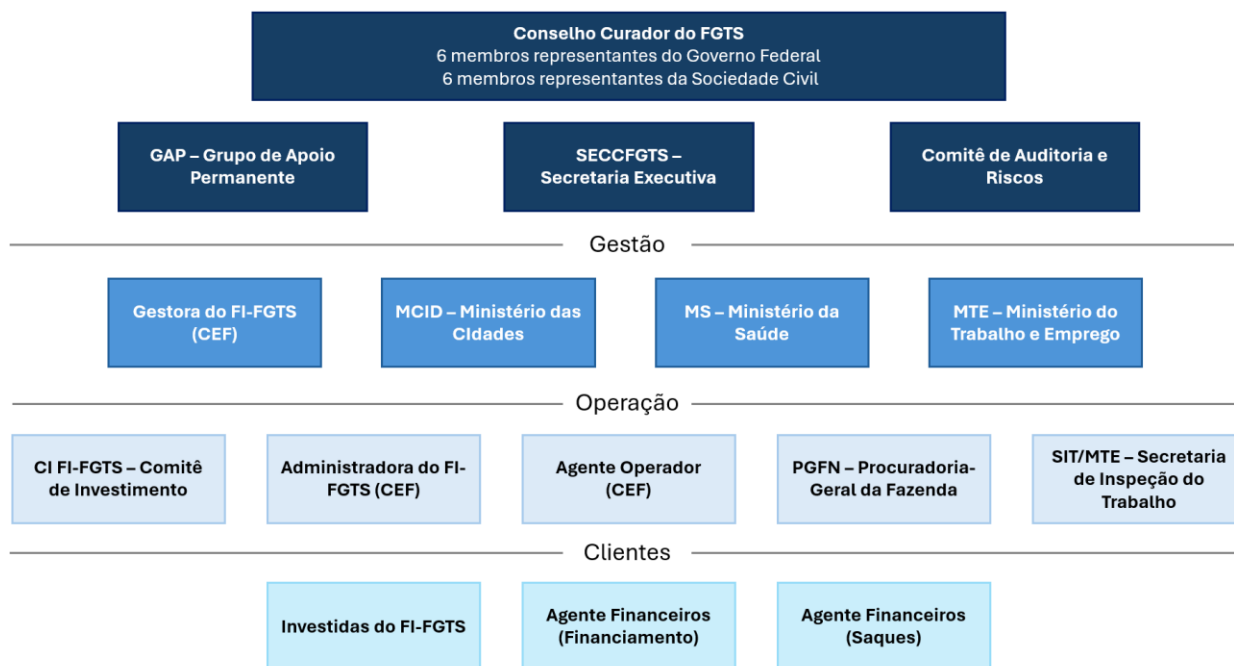 Conselho Curador do FGTS
6 membros representantes do Governo Federal
6 membros representantes da Sociedade Civil
GAP – Grupo de Apoio
Permanente
SECCFGTS –
Secretaria Executiva
Comitê de Auditoria e
Riscos
Gestão
Gestora do FI-FGTS
(CEF)
MCID – Ministério das
CIdades
MS – Ministério da
Saúde
MTE – Ministério do
Trabalho e Emprego
Operação
CI FI-FGTS – Comitê
de Investimento
Administradora do FI-
FGTS (CEF)
Agente Operador
(CEF)
PGFN – Procuradoria-
Geral da Fazenda
SIT/MTE – Secretaria
de Inspeção do
Trabalho
Clientes
Investidas do FI-FGTS
Agente Financeiros
(Financiamento)
Agente Financeiros
(Saques)